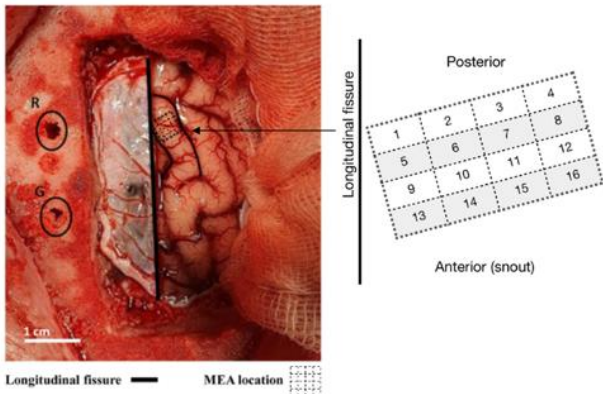 R
G
1 cm
Longitudinal fissure
MEA location
Longitudinal fissure
Posterior
1 2 3 4
5 6 7 8
9 10 11 12
13 14 15 16
Anterior (snout)